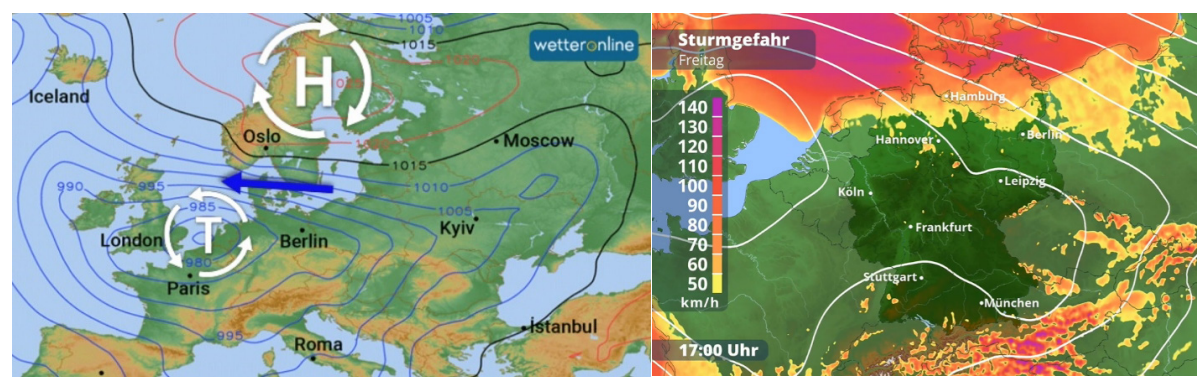 1005
1010
1015
wetteronline
H
Iceland
Oslo
1015
Moscow
990
995
1010
985
1005
London
T
Berlin
Kyiv
980
Paris
995
Roma
İstanbul
Sturmgefahr
Freitag
140
130
120
110
100
90
80
70
60
50
km/h
Hamburg
Hannover
Berlin
Köln
Leipzig
Frankfurt
Stuttgart
München
17:00 Uhr